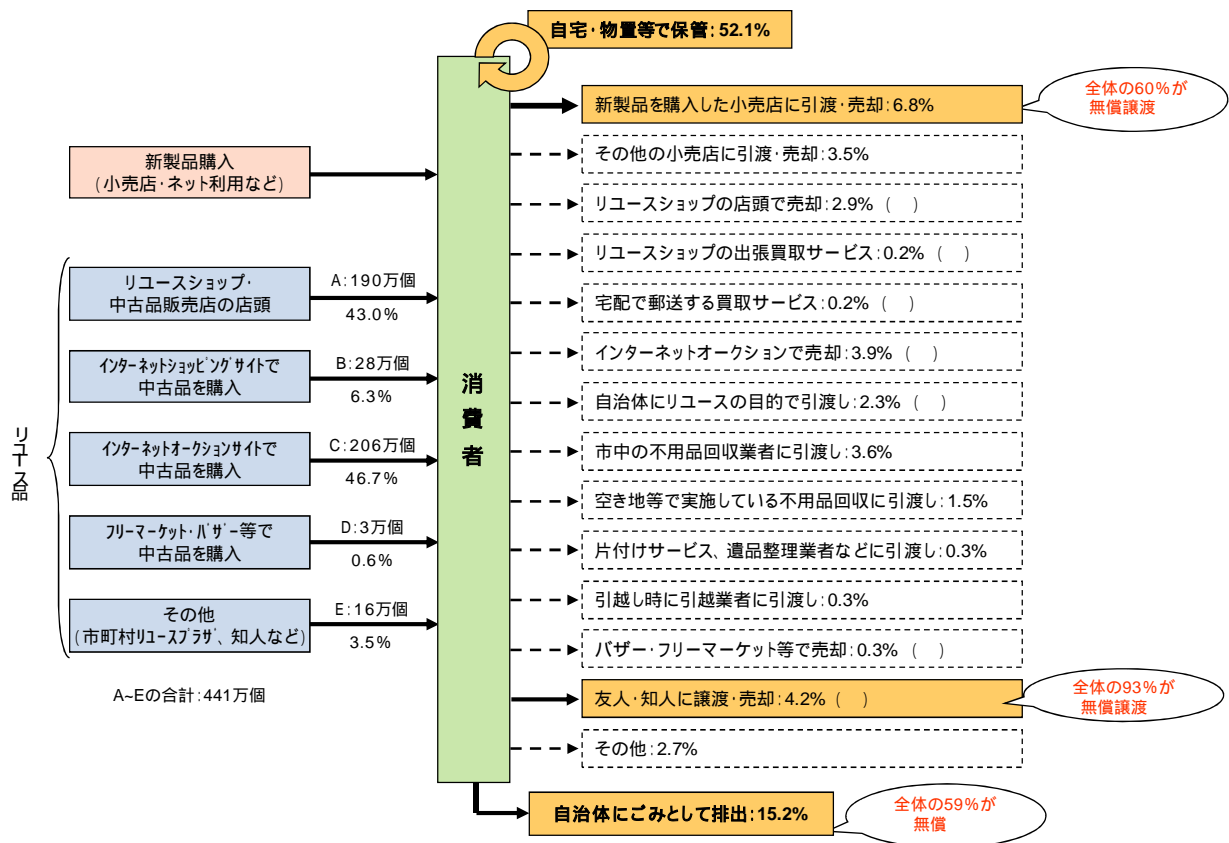 自宅・物置等で保管:52.1%
新製品を購入した小売店に引渡・売却:6.8%
全体の60%が
無償譲渡
その他の小売店に引渡・売却:3.5%
新製品購入
(小売店・ネット利用など)
リユースショップの店頭で売却:2.9% (　)
リユースショップの出張買取サービス:0.2% (　)
リユースショップ・
中古品販売店の店頭
A:190万個
43.0%
宅配で郵送する買取サービス:0.2% (　)
インターネットオークションで売却:3.9% (　)
インターネットショッピングサイトで
中古品を購入
B:28万個
6.3%
消費者
自治体にリユースの目的で引渡し:2.3% (　)
リユース品
インターネットオークションサイトで
中古品を購入
C:206万個
46.7%
市中の不用品回収業者に引渡し:3.6%
空き地等で実施している不用品回収に引渡し:1.5%
フリーマーケット・バザー等で
中古品を購入
D:3万個
0.6%
片付けサービス、遺品整理業者などに引渡し:0.3%
引越し時に引越業者に引渡し:0.3%
その他
(市町村リユースプラザ、知人など)
E:16万個
3.5%
バザー・フリーマーケット等で売却:0.3% (　)
A~Eの合計:441万個
友人・知人に譲渡・売却:4.2% (　)
全体の93%が
無償譲渡
その他:2.7%
自治体にごみとして排出:15.2%
全体の59%が
無償